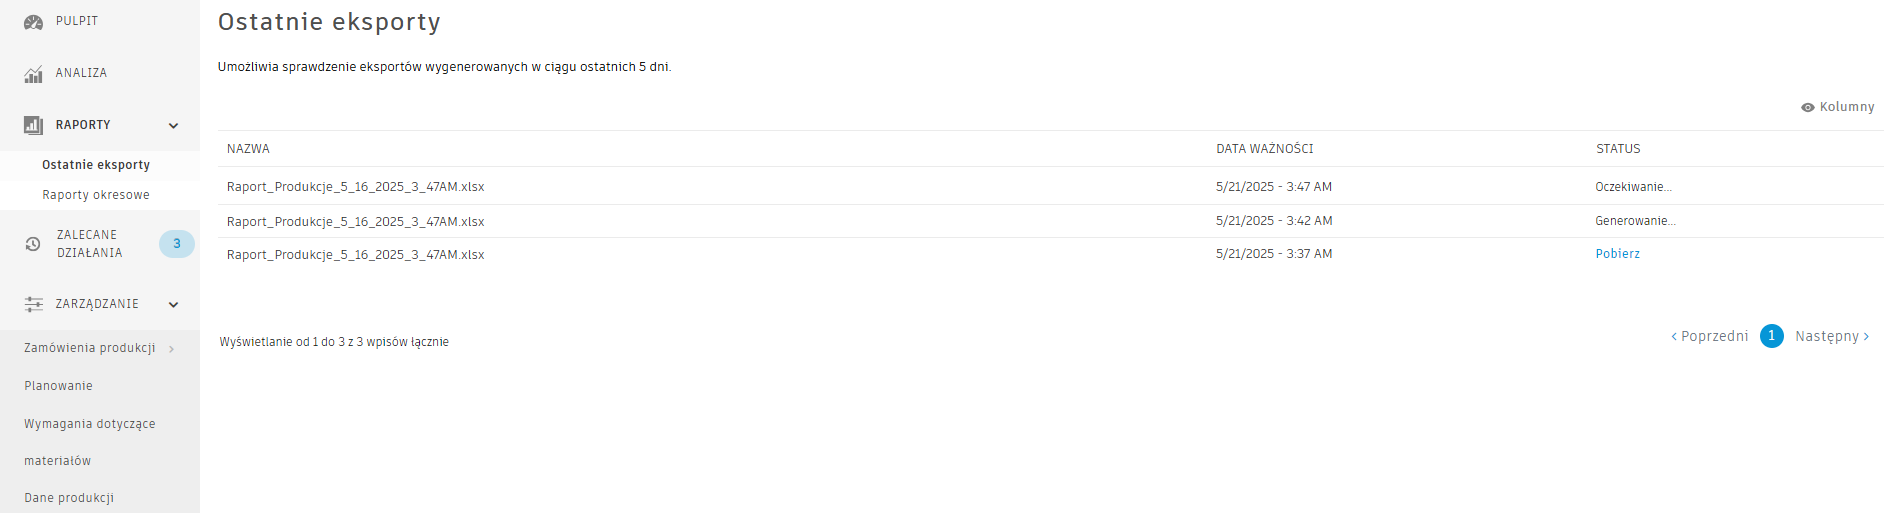 PULPIT
ANALIZA
RAPORTY
Ostatnie eksporty
Raporty okresowe
ZALECANE
DZIAŁANIA
3
ZARZĄDZANIE
Zamówienia produkcji
Planowanie
Wymagania dotyczące
materiałów
Dane produkcji
Ostatnie eksporty
Umożliwia sprawdzenie eksportów wygenerowanych w ciągu ostatnich 5 dni.
Kolumny
NAZWA DATA WAŻNOŚCI STATUS
Raport_Produkcje_5_16_2025_3_47AM.xlsx 5/21/2025 - 3:47 AM Oczekiwanie...
Raport_Produkcje_5_16_2025_3_47AM.xlsx 5/21/2025 - 3:42 AM Generowanie...
Raport_Produkcje_5_16_2025_3_47AM.xlsx 5/21/2025 - 3:37 AM Pobierz
Wyświetlanie od 1 do 3 z 3 wpisów łącznie
‹ Poprzedni 1 Następny ›